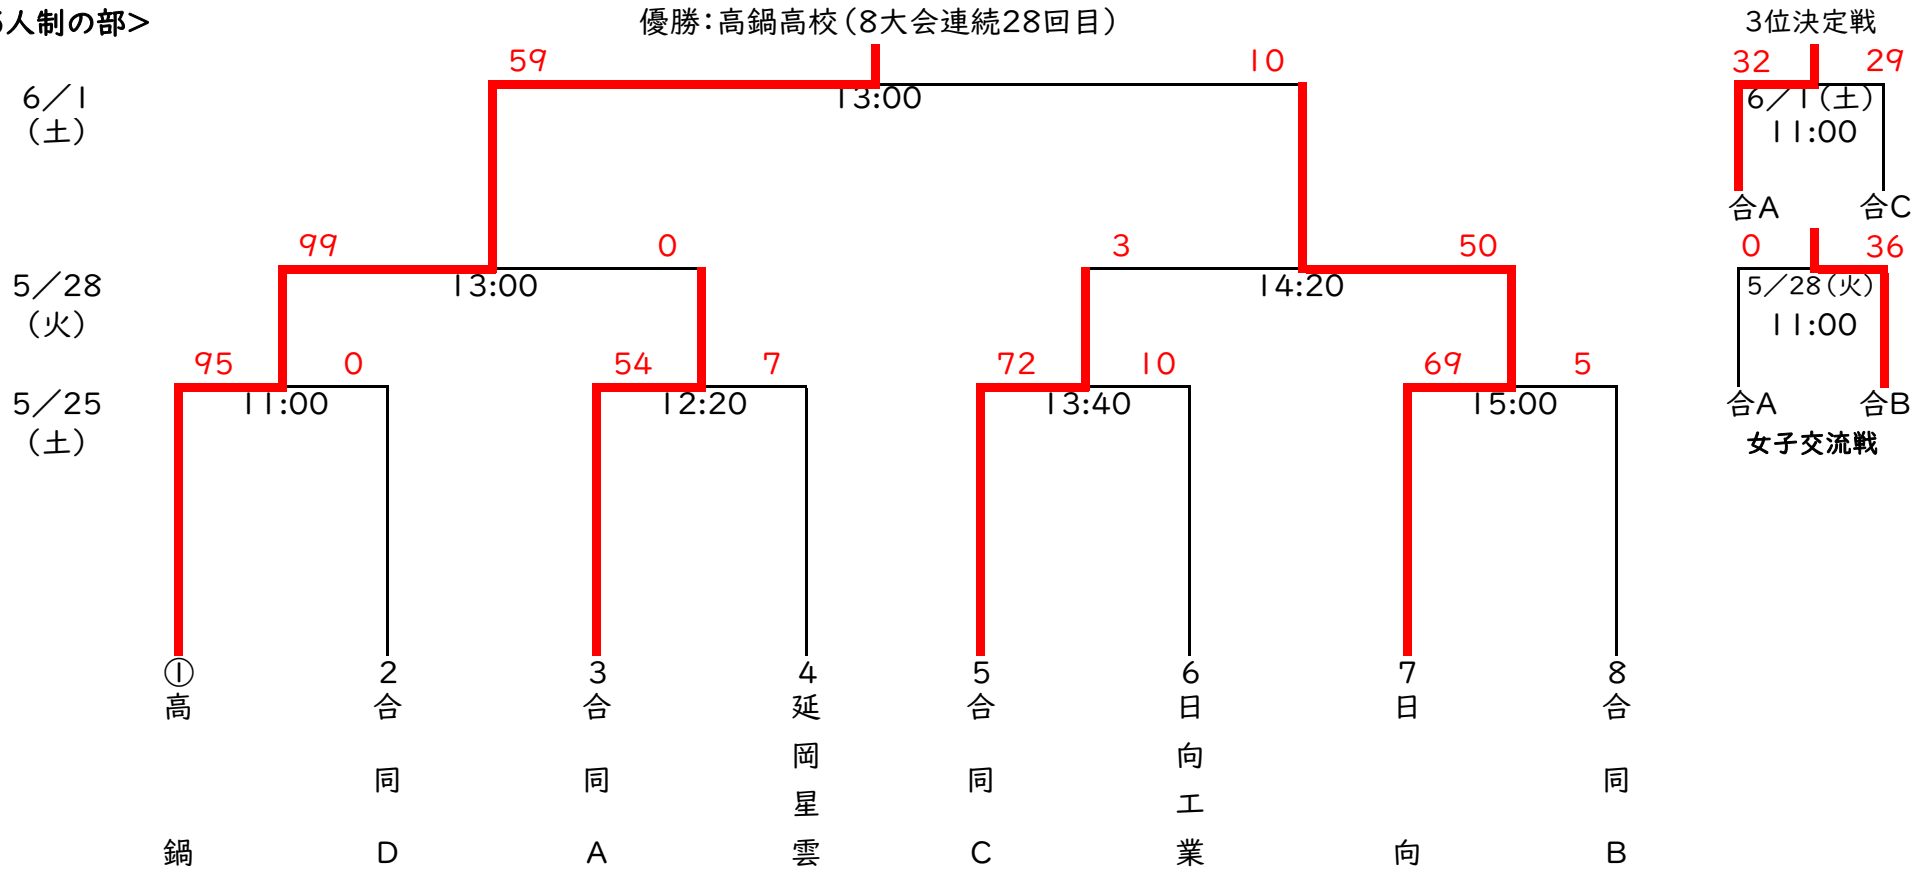 人制の部>
優勝:高鍋高校(8大会連続28回目)
3位決定戦
59
10
32
29
6/1
(土)
13:00
6/1(土)
11:00
合A
合C
99
0
3
50
0
36
5/28
(火)
13:00
14:20
5/28(火)
11:00
95
0
54
7
72
10
69
5
5/25
(土)
11:00
12:20
13:40
15:00
合A
合B
女子交流戦
①
高鍋
2
合同D
3
合同A
4
延岡星雲
5
合同C
6
日向工業
7
日向
8
合同B